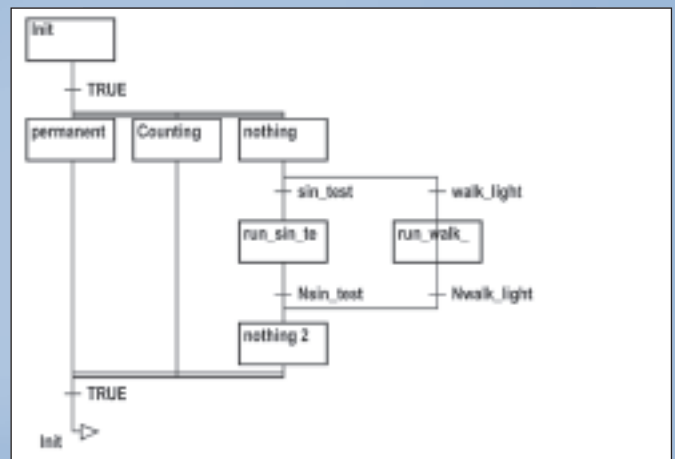 Init
TRUE
permanent Counting nothing
sin_test walk_light
run_sin_te run_walk_
Nsin_test Nwalk_light
nothing 2
TRUE
Init